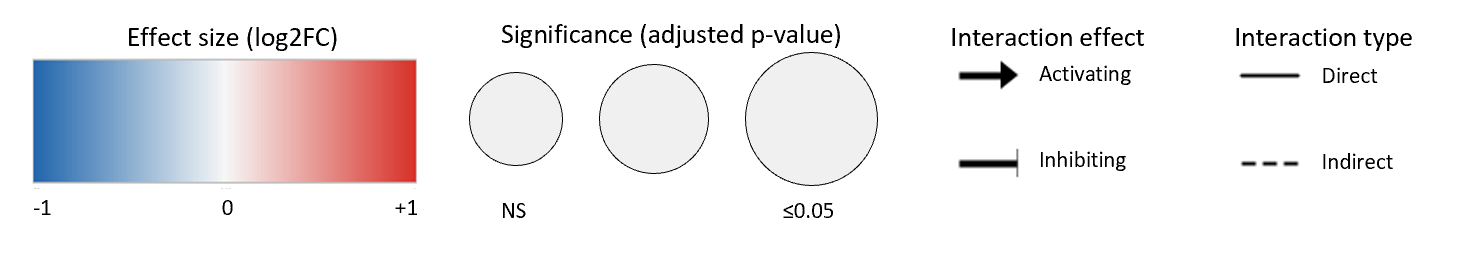 Effect size (log2FC)
-1
0
+1
Significance (adjusted p-value)
NS
≤0.05
Interaction effect
Activating
Inhibiting
Interaction type
Direct
Indirect